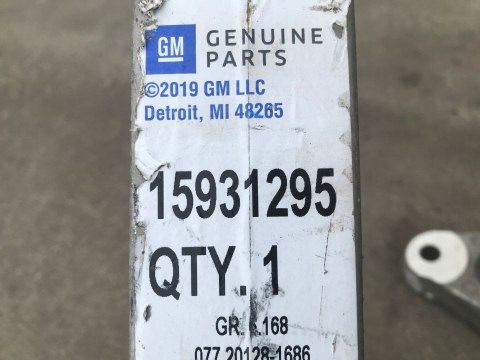 GM GENUINE
PARTS
©2019 GM LLC
Detroit, MI 48265
15931295
QTY. 1
GR. .168
077 20128-1686